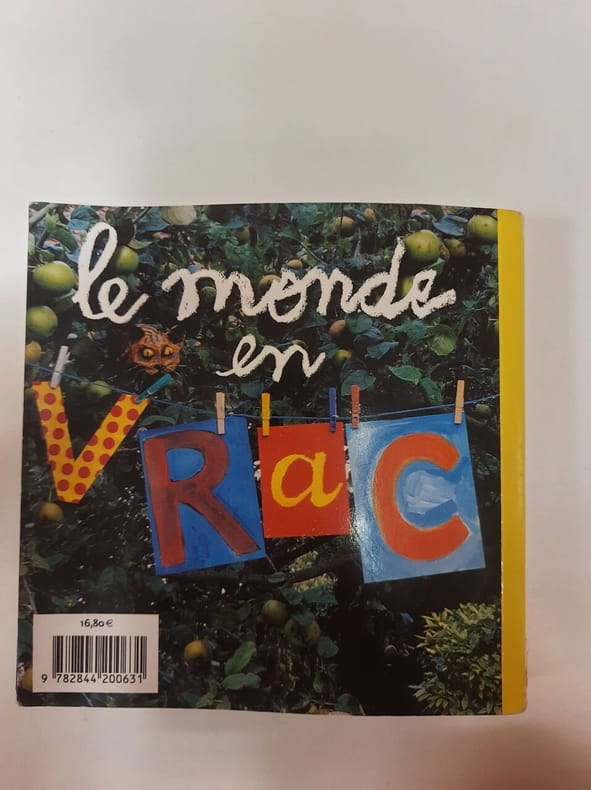 le monde
en
VRaC
16,80 €
9 782844 200631